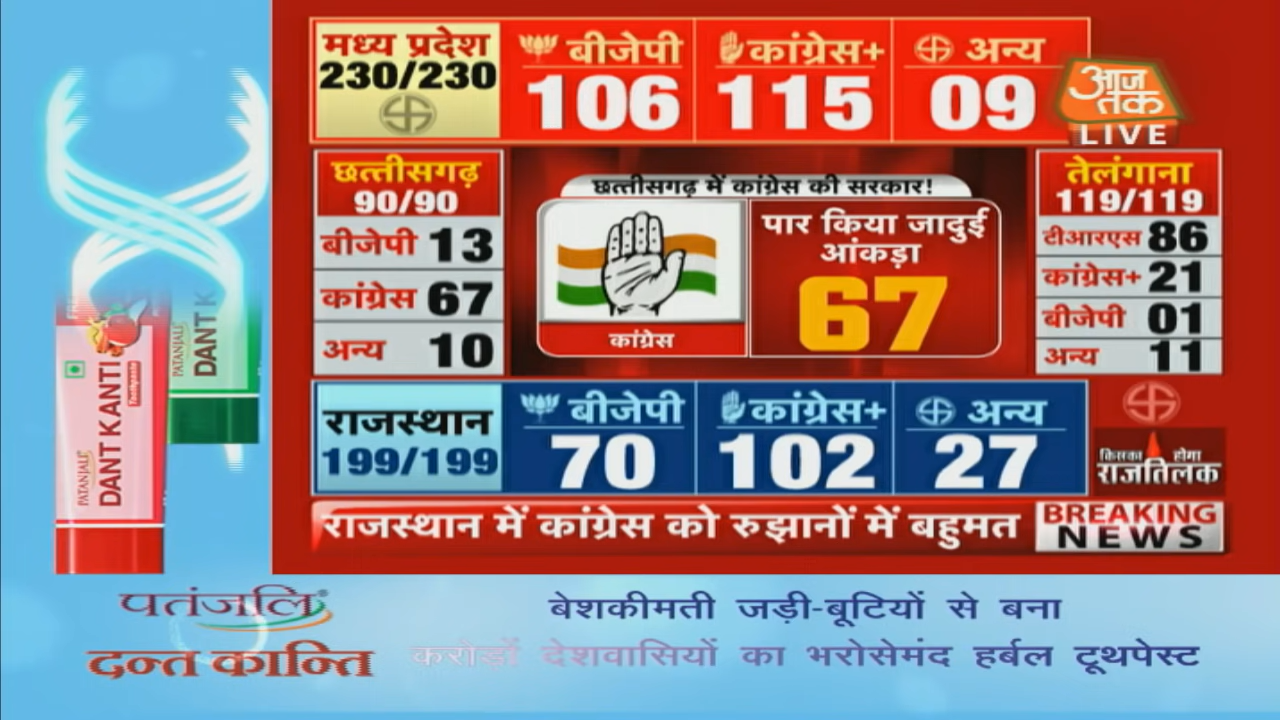 मध्य प्रदेश
230/230
बीजेपी
106
कांग्रेस+
115
अन्य
09
आज
तक
LIVE
छत्तीसगढ़
90/90
बीजेपी 13
कांग्रेस 67
अन्य 10
छत्तीसगढ़ में कांग्रेस की सरकार!
कांग्रेस
पार किया जादुई
आंकड़ा
67
तेलंगाना
119/119
टीआरएस 86
कांग्रेस+ 21
बीजेपी 01
अन्य 11
राजस्थान
199/199
बीजेपी
70
कांग्रेस+
102
अन्य
27
किसका होगा
राजतिलक
राजस्थान में कांग्रेस को रुझानों में बहुमत
BREAKING
NEWS
PATANJALI
DANT KANTI
Toothpaste
PATANJALI
DANT K
पतंजलि
दन्त कान्ति
बेशकीमती जड़ी-बूटियों से बना
करोड़ों देशवासियों का भरोसेमंद हर्बल टूथपेस्ट